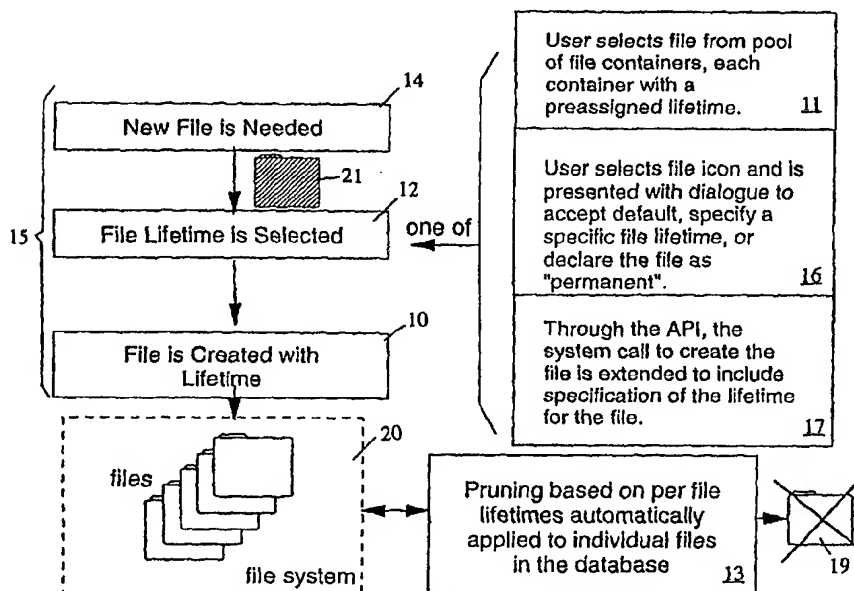 14
New File is Needed
21
12
15
File Lifetime is Selected
one of
10
File is Created with
Lifetime
20
files
file system
User selects file from pool
of file containers, each
container with a
preassigned lifetime.
11
User selects file icon and is
presented with dialogue to
accept default, specify a
specific file lifetime, or
declare the file as
"permanent".
16
Through the API, the
system call to create the
file is extended to include
specification of the lifetime
for the file.
17
Pruning based on per file
lifetimes automatically
applied to individual files
in the database
13
19